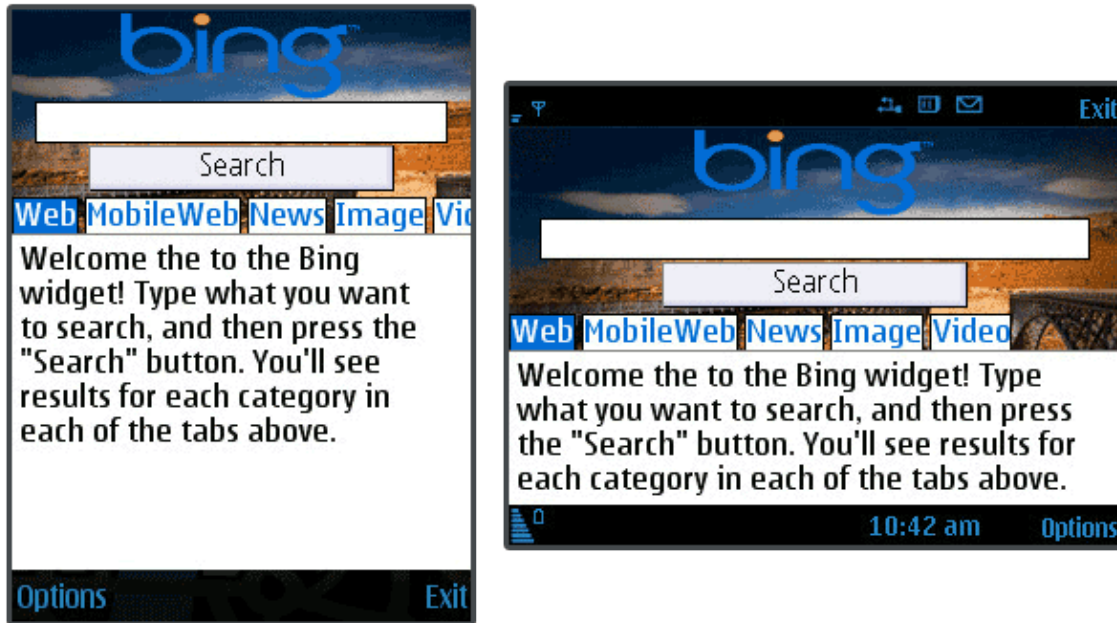 bing™
Search
Web MobileWeb News Image Vid
Welcome the to the Bing
widget! Type what you want
to search, and then press the
"Search" button. You'll see
results for each category in
each of the tabs above.
Options Exit
Exit
bing™
Search
Web MobileWeb News Image Video
Welcome the to the Bing widget! Type
what you want to search, and then press
the "Search" button. You'll see results for
each category in each of the tabs above.
10:42 am Options